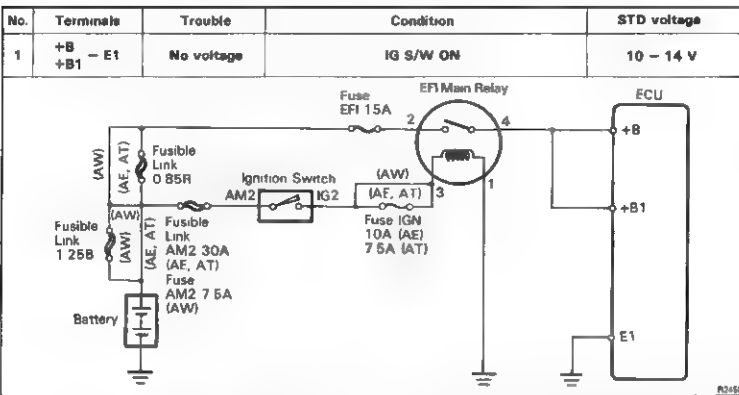 No. Terminals Trouble Condition STD voltage
1 +B +B1 – E1 No voltage IG S/W ON 10 – 14 V
EFI Main Relay
Fuse
EFI 15A
2
4
ECU
+B
(AW)
(AE, AT)
Fusible
Link
0 85R
Ignition Switch
AM2
IG2
(AW)
(AE, AT)
3
1
+B1
Fuse IGN
10A (AE)
7 5A (AT)
(AW)
Fusible
Link
1 25B
(AW)
(AE, AT)
Fusible
Link
AM2 30A
(AE, AT)
Fuse
AM2 7 5A
(AW)
Battery
E1